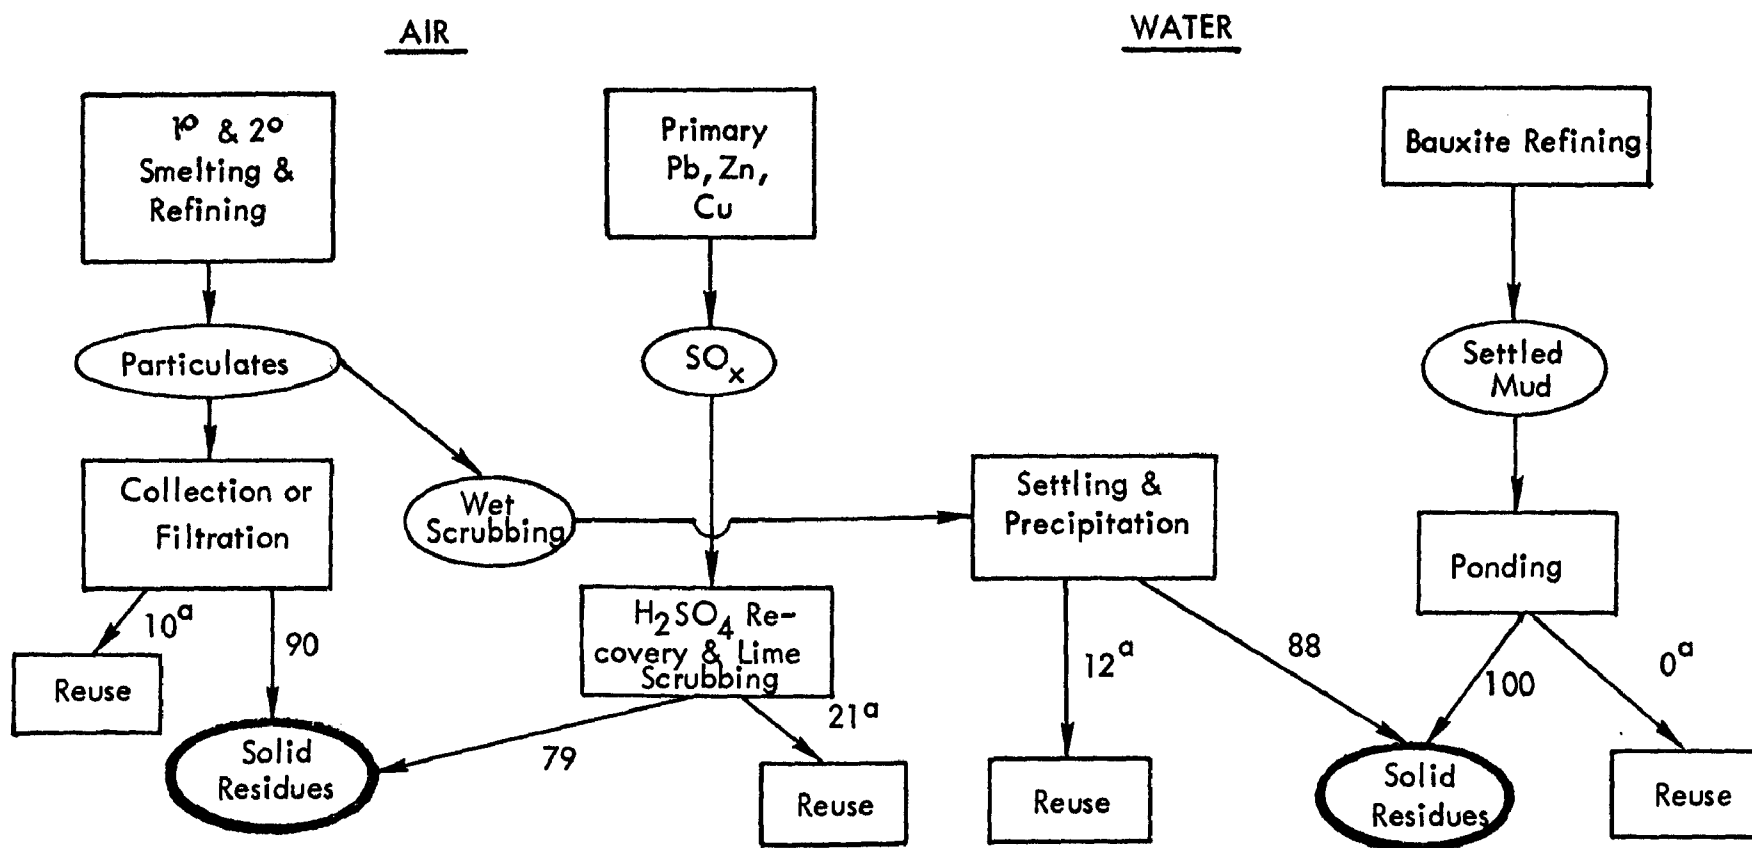 AIR
WATER
1º & 2º
Smelting &
Refining
Primary
Pb, Zn,
Cu
Bauxite Refining
Particulates
SOx
Settled
Mud
Collection or
Filtration
Wet
Scrubbing
Settling &
Precipitation
Ponding
H2SO4 Re-
covery & Lime
Scrubbing
10a
90
79
21a
12a
88
100
0a
Reuse
Solid
Residues
Reuse
Reuse
Solid
Residues
Reuse